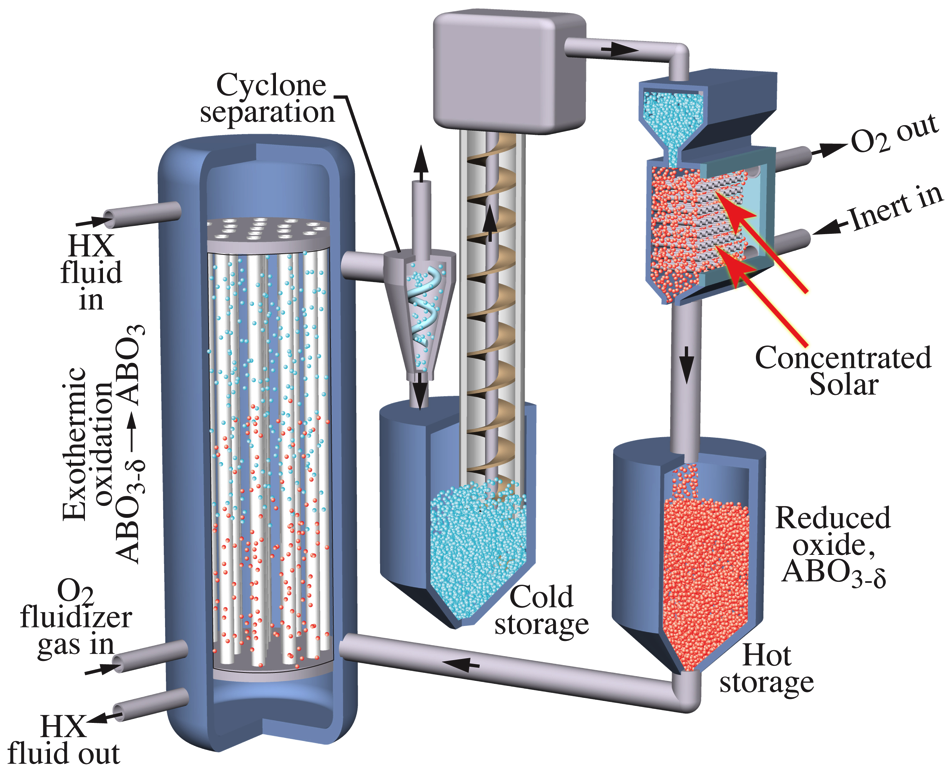 Cyclone
separation
O₂ out
Inert in
HX
fluid
in
Concentrated
Solar
Exothermic
oxidation
ABO₃₋δ → ABO₃
Reduced
oxide,
ABO₃₋δ
O₂
fluidizer
gas in
Cold
storage
Hot
storage
HX
fluid out